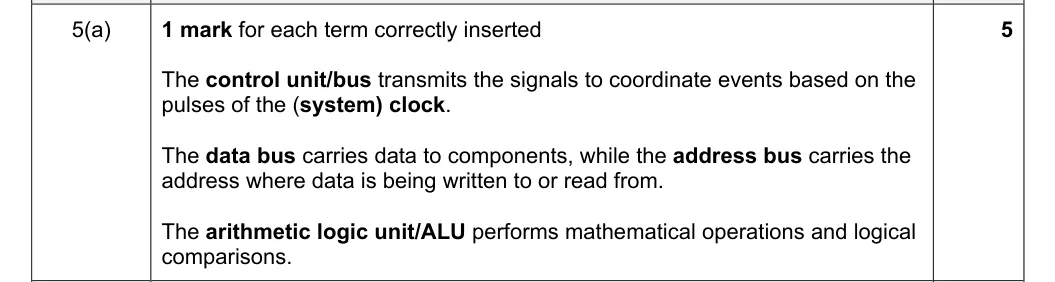 5(a)
1 mark for each term correctly inserted
5
The control unit/bus transmits the signals to coordinate events based on the
pulses of the (system) clock.
The data bus carries data to components, while the address bus carries the
address where data is being written to or read from.
The arithmetic logic unit/ALU performs mathematical operations and logical
comparisons.